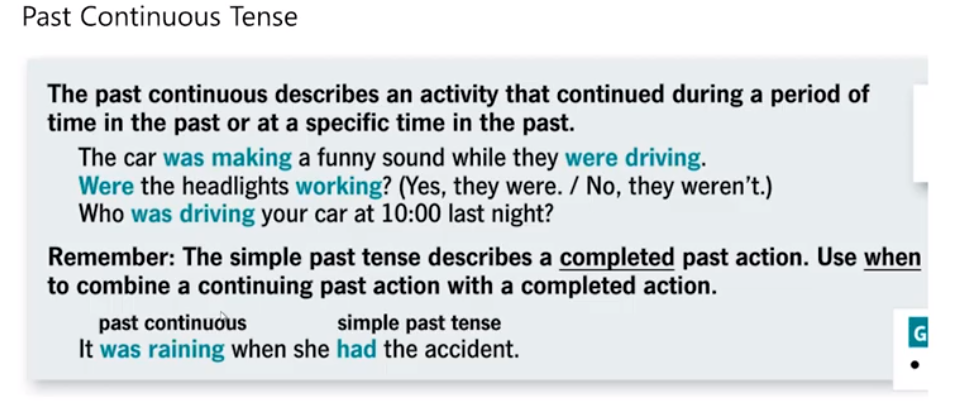 Past Continuous Tense
The past continuous describes an activity that continued during a period of
time in the past or at a specific time in the past.
The car was making a funny sound while they were driving.
Were the headlights working? (Yes, they were. / No, they weren't.)
Who was driving your car at 10:00 last night?
Remember: The simple past tense describes a completed past action. Use when
to combine a continuing past action with a completed action.
past continuous simple past tense
It was raining when she had the accident.
G
•